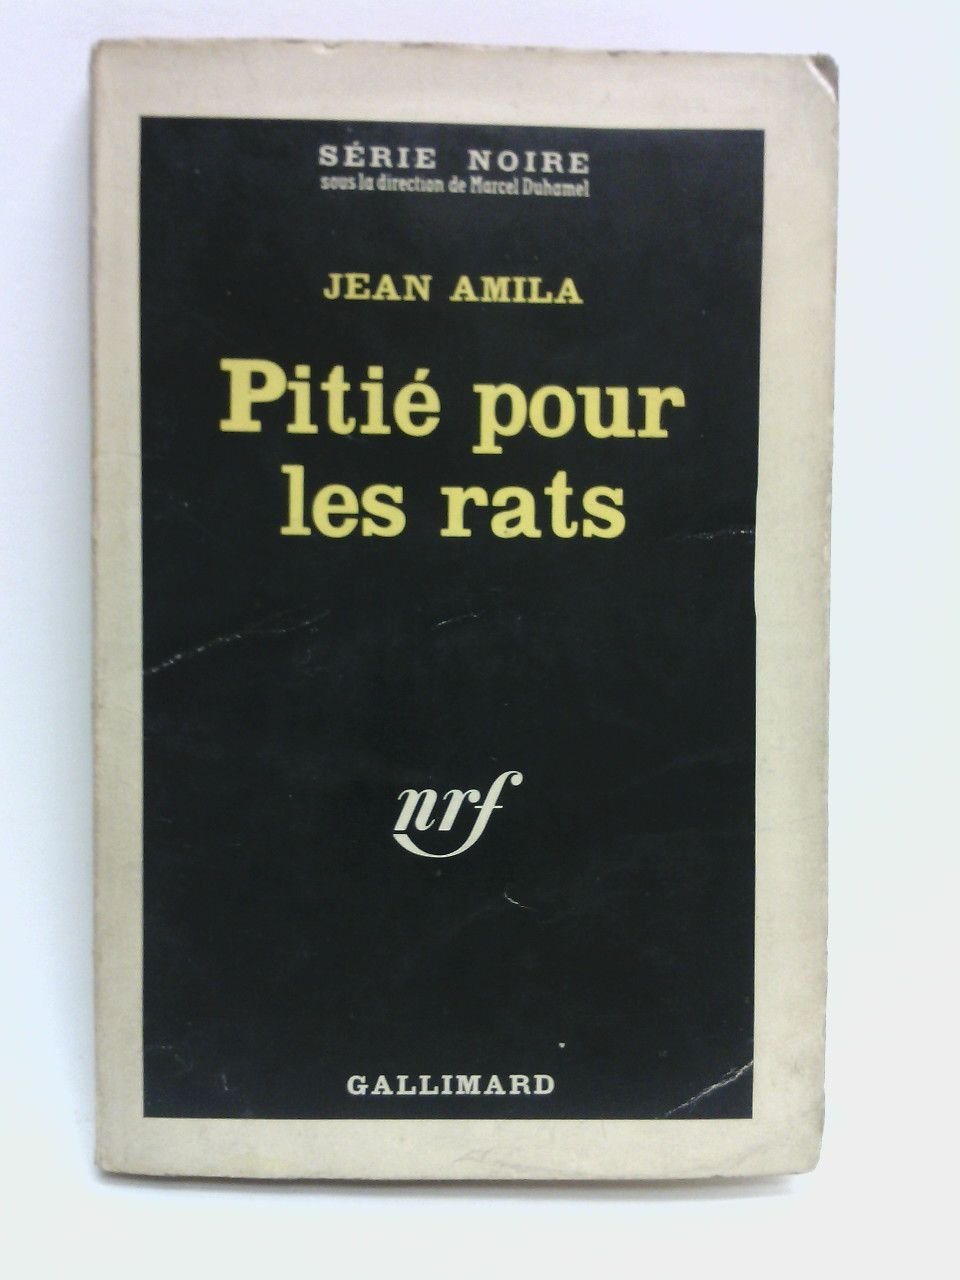 SÉRIE NOIRE
sous la direction de Marcel Duhamel
JEAN AMILA
Pitié pour
les rats
nrf
GALLIMARD